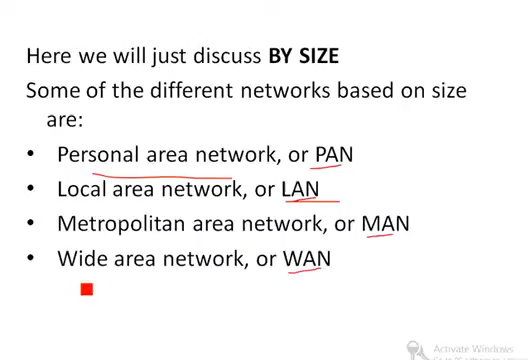 Here we will just discuss BY SIZE
Some of the different networks based on size
are:
• Personal area network, or PAN
• Local area network, or LAN
• Metropolitan area network, or MAN
• Wide area network, or WAN
Activate Windows